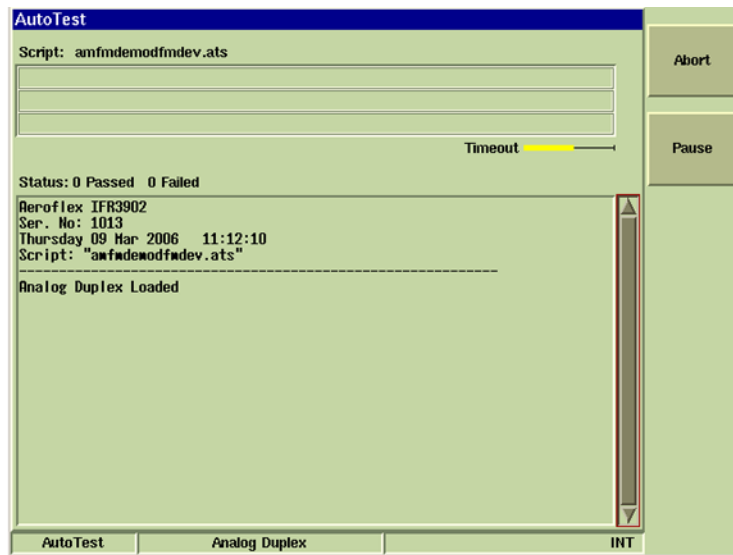 AutoTest
Script: amfmdemodfmdev.ats
Abort
Timeout
Pause
Status: 0 Passed 0 Failed
Aeroflex IFR3902
Ser. No: 1013
Thursday 09 Mar 2006 11:12:10
Script: "amfmdemodfmdev.ats"
------------------------------------------------------------
Analog Duplex Loaded
AutoTest
Analog Duplex
INT